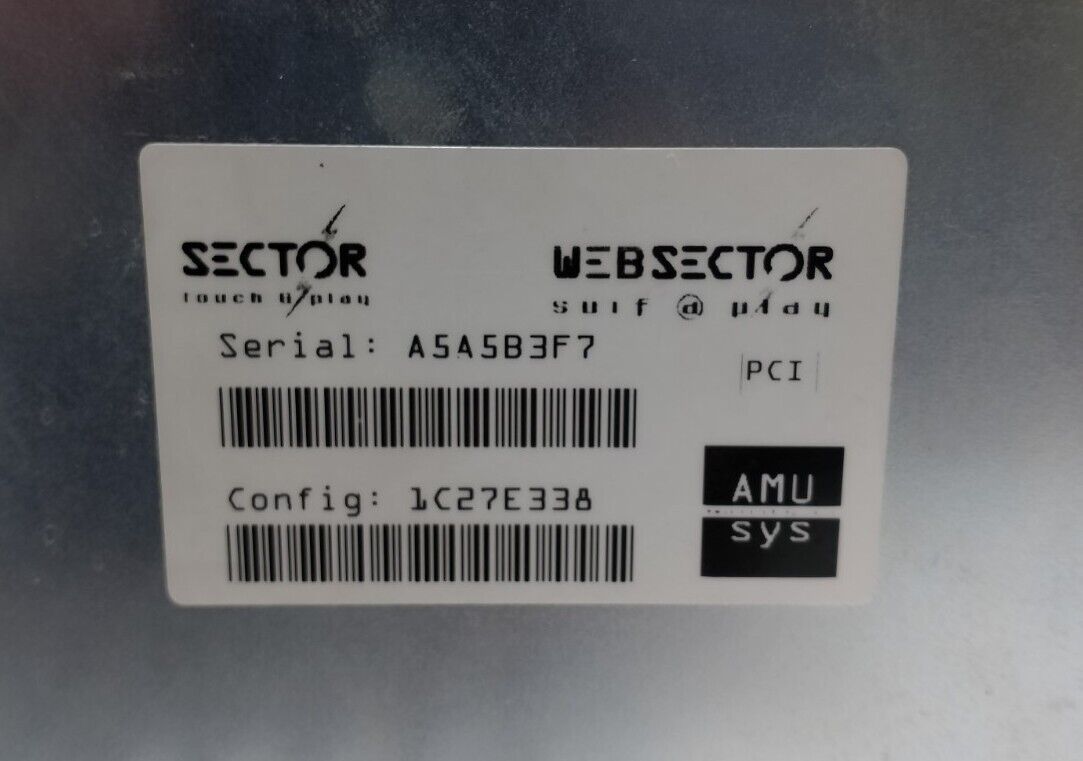 SECTOR
touch & play
WEBSECTOR
surf @ play
Serial: A5A5B3F7
PCI
Config: 1C27E338
AMU
sys